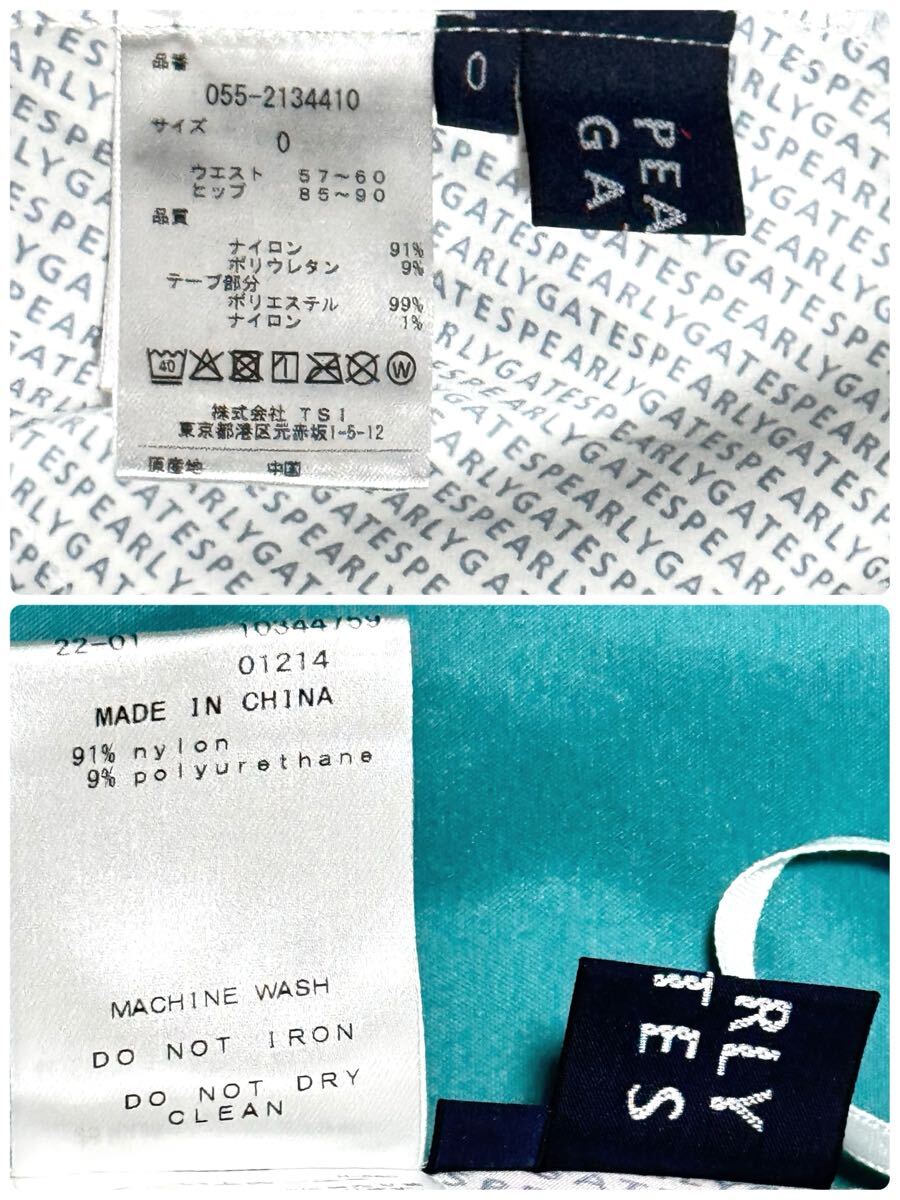 品番
055-2134410
サイズ
0
ウエスト 57～60
ヒップ 85～90
品質
ナイロン 91%
ポリウレタン 9%
テープ部分
ポリエステル 99%
ナイロン 1%
40
W
株式会社 TSI
東京都港区元赤坂1-5-12
原産地 中国
0
PEA
GA
PEARLYGATESPEARLYGATES
22-01 10344759
01214
MADE IN CHINA
91% nylon
9% polyurethane
MACHINE WASH
DO NOT IRON
DO NOT DRY
CLEAN
RLY
TES